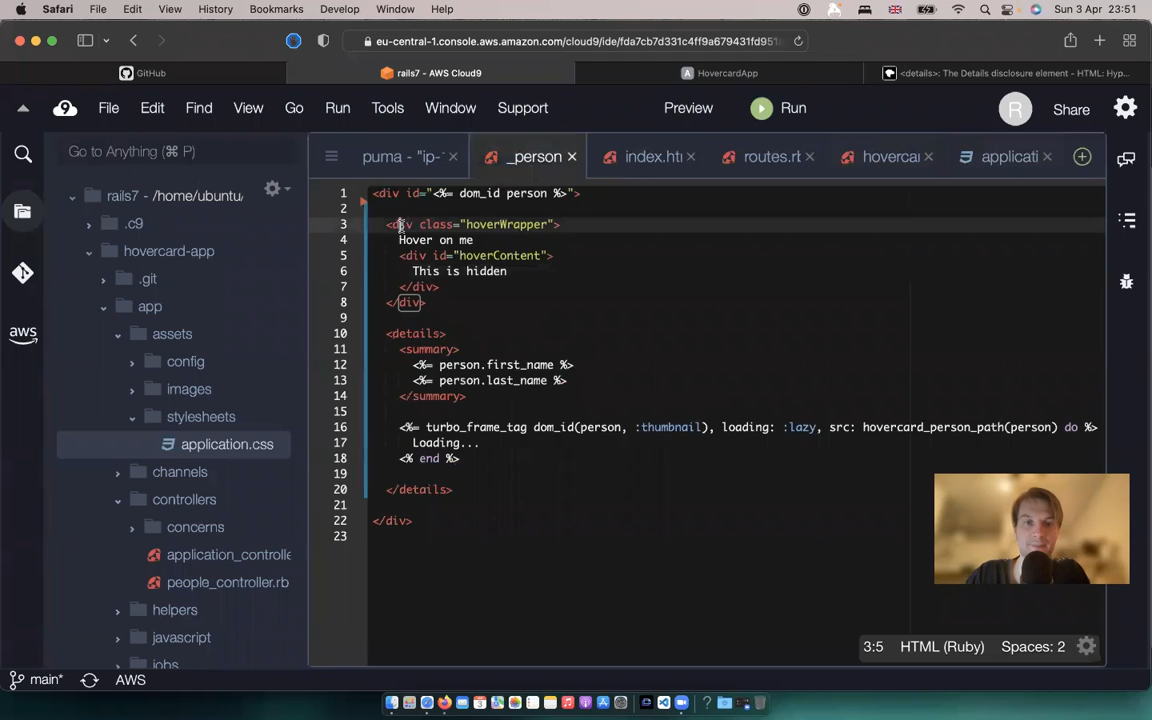 Safari File Edit View History Bookmarks Develop Window Help Sun 3 Apr 23:51
eu-central-1.console.aws.amazon.com/cloud9/ide/fda7cb7d331c4ff9a679431fd951
GitHub rails7 - AWS Cloud9 HovercardApp <details>: The Details disclosure element - HTML: Hyp...
9 File Edit Find View Go Run Tools Window Support Preview Run R Share
Go to Anything (⌘ P) puma - "ip- _person index.htm routes.rt hoverca applicati
rails7 - /home/ubuntu/
.c9
hovercard-app
.git
app
assets
config
images
stylesheets
application.css
channels
controllers
concerns
application_controlle
people_controller.rb
helpers
javascript
jobs
aws
1 <div id="<%= dom_id person %>">
2
3 <div class="hoverWrapper">
4 Hover on me
5 <div id="hoverContent">
6 This is hidden
7 </div>
8 </div>
9
10 <details>
11 <summary>
12 <%= person.first_name %>
13 <%= person.last_name %>
14 </summary>
15
16 <%= turbo_frame_tag dom_id(person, :thumbnail), loading: :lazy, src: hovercard_person_path(person) do %>
17 Loading...
18 <% end %>
19
20 </details>
21
22 </div>
23
3:5 HTML (Ruby) Spaces: 2
main* AWS